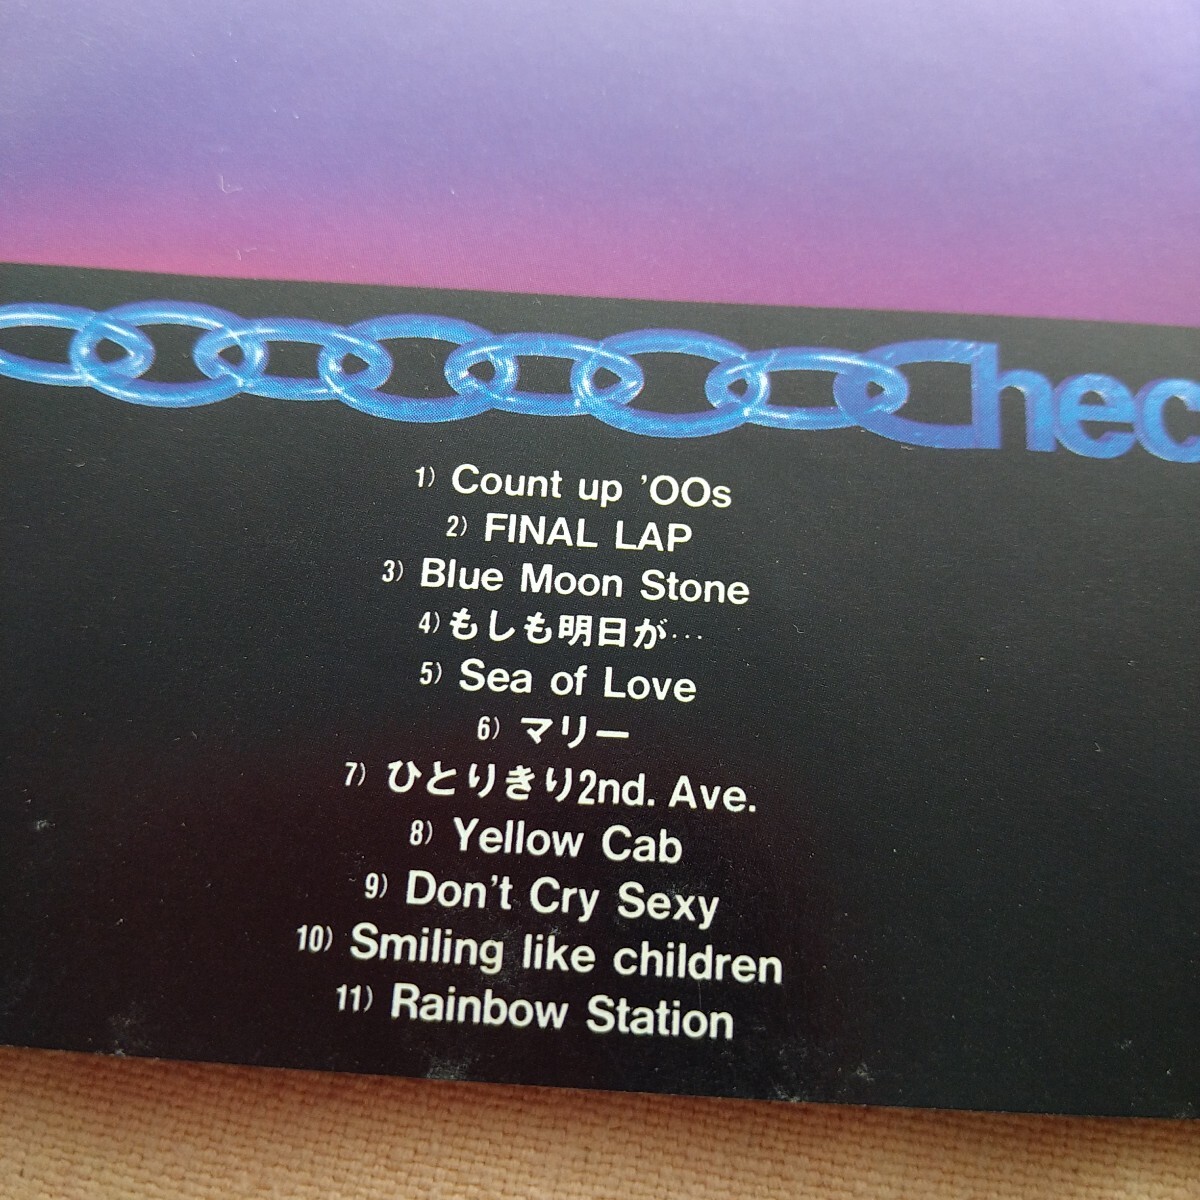 Chec
1) Count up 'OOs
2) FINAL LAP
3) Blue Moon Stone
4) もしも明日が…
5) Sea of Love
6) マリー
7) ひとりきり2nd. Ave.
8) Yellow Cab
9) Don't Cry Sexy
10) Smiling like children
11) Rainbow Station